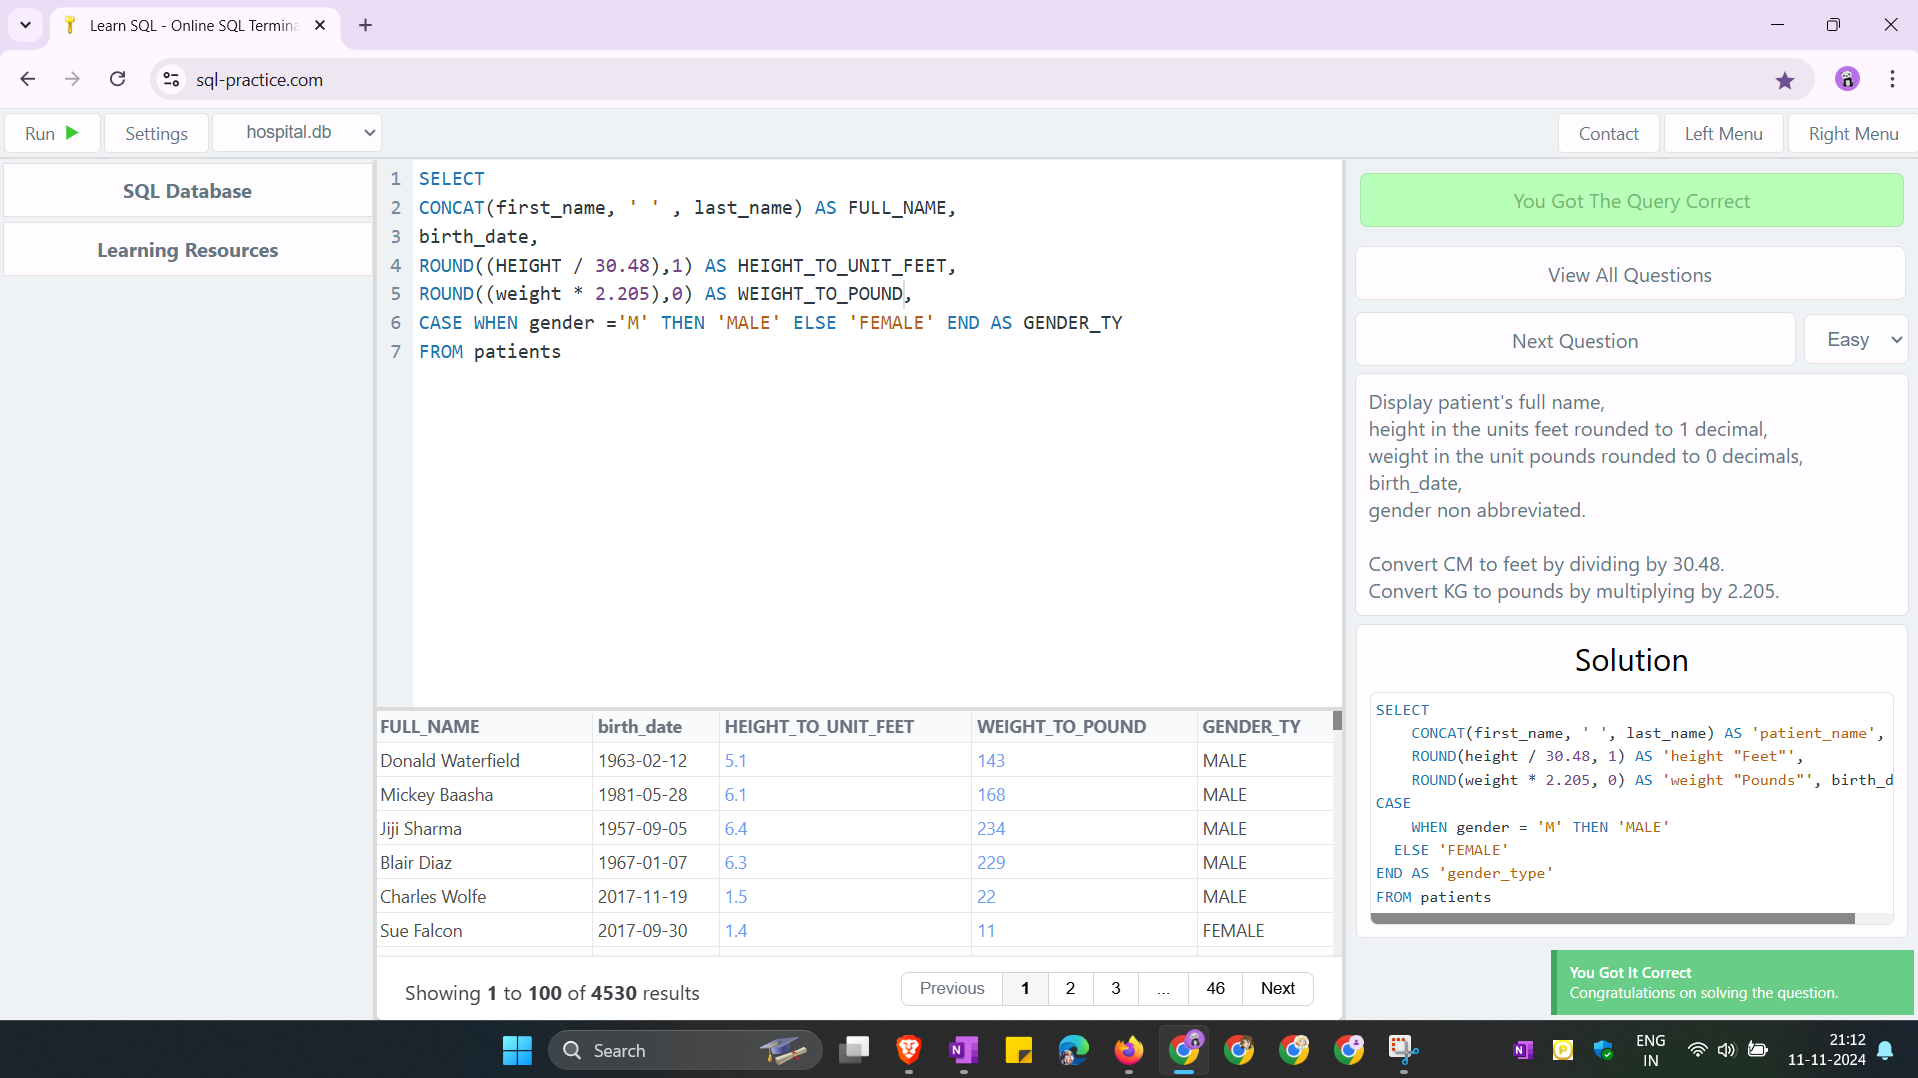 Learn SQL - Online SQL Termina
sql-practice.com
Run
Settings
hospital.db
Contact
Left Menu
Right Menu
SQL Database
Learning Resources
1 SELECT
2 CONCAT(first_name, ' ' , last_name) AS FULL_NAME,
3 birth_date,
4 ROUND((HEIGHT / 30.48),1) AS HEIGHT_TO_UNIT_FEET,
5 ROUND((weight * 2.205),0) AS WEIGHT_TO_POUND,
6 CASE WHEN gender ='M' THEN 'MALE' ELSE 'FEMALE' END AS GENDER_TY
7 FROM patients
FULL_NAME birth_date HEIGHT_TO_UNIT_FEET WEIGHT_TO_POUND GENDER_TY
Donald Waterfield 1963-02-12 5.1 143 MALE
Mickey Baasha 1981-05-28 6.1 168 MALE
Jiji Sharma 1957-09-05 6.4 234 MALE
Blair Diaz 1967-01-07 6.3 229 MALE
Charles Wolfe 2017-11-19 1.5 22 MALE
Sue Falcon 2017-09-30 1.4 11 FEMALE
Showing 1 to 100 of 4530 results
Previous 1 2 3 ... 46 Next
You Got The Query Correct
View All Questions
Next Question
Easy
Display patient's full name,
height in the units feet rounded to 1 decimal,
weight in the unit pounds rounded to 0 decimals,
birth_date,
gender non abbreviated.
Convert CM to feet by dividing by 30.48.
Convert KG to pounds by multiplying by 2.205.
Solution
SELECT
CONCAT(first_name, ' ', last_name) AS 'patient_name',
ROUND(height / 30.48, 1) AS 'height "Feet"',
ROUND(weight * 2.205, 0) AS 'weight "Pounds"', birth_d
CASE
WHEN gender = 'M' THEN 'MALE'
ELSE 'FEMALE'
END AS 'gender_type'
FROM patients
You Got It Correct
Congratulations on solving the question.
Search
N
N
P
ENG
IN
21:12
11-11-2024